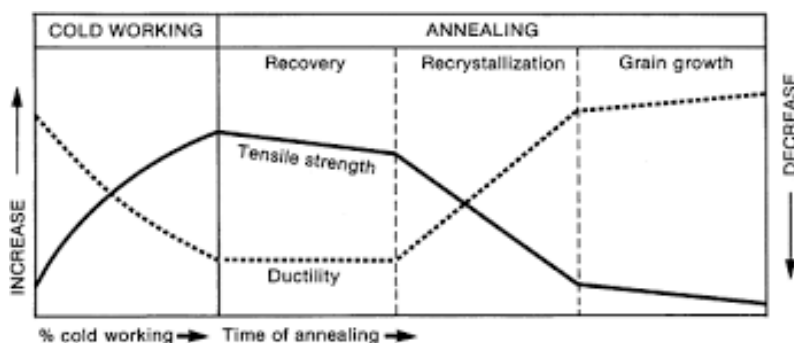 COLD WORKING
ANNEALING
Recovery
Recrystallization
Grain growth
Tensile strength
Ductility
INCREASE
DECREASE
% cold working
Time of annealing